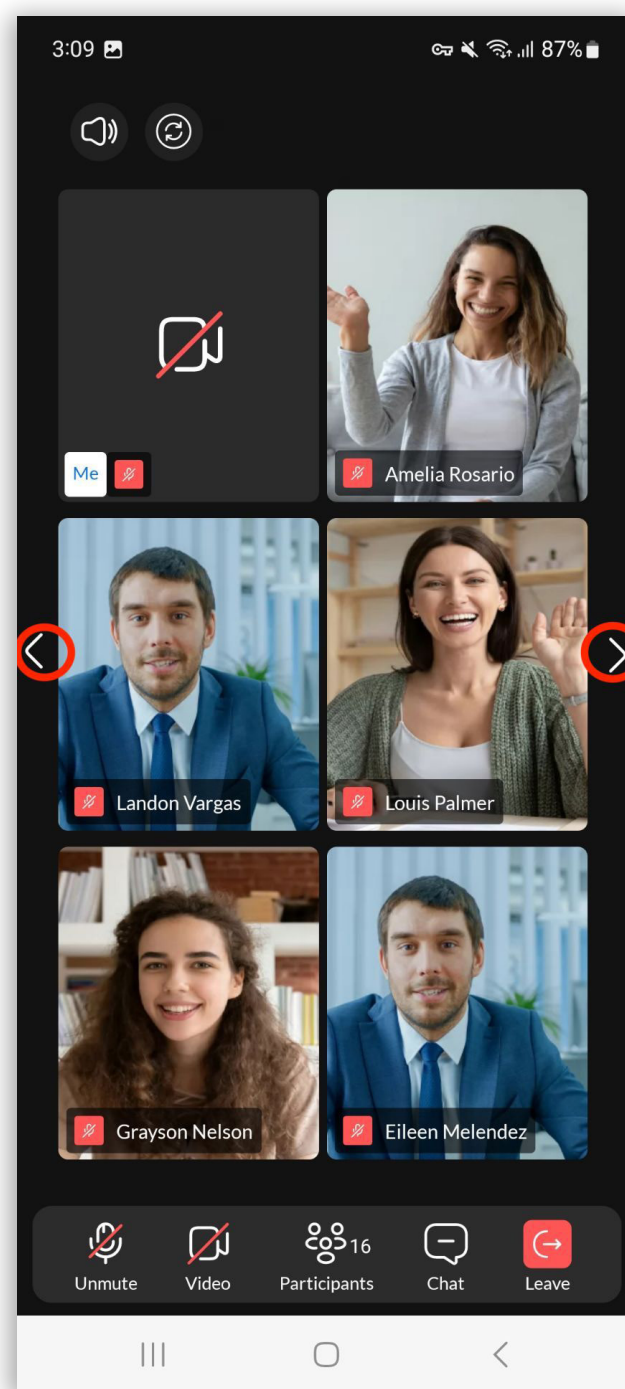 3:09
87%
Me
Amelia Rosario
Landon Vargas
Louis Palmer
Grayson Nelson
Eileen Melendez
16
Unmute
Video
Participants
Chat
Leave